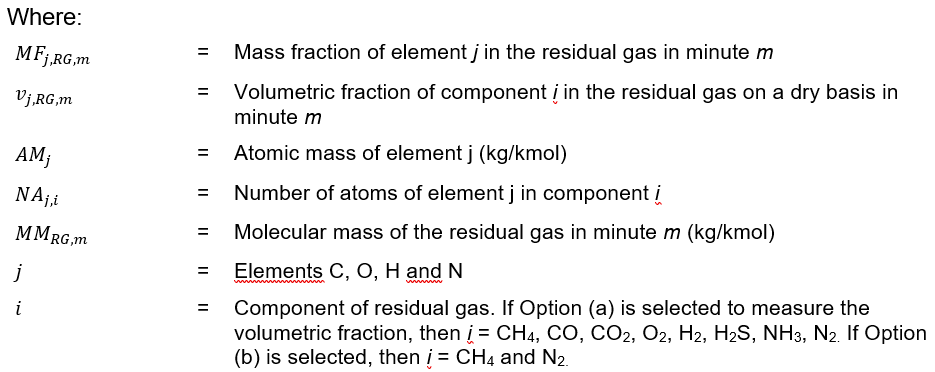 Where:
MF_{j,RG,m} = Mass fraction of element j in the residual gas in minute m
v_{j,RG,m} = Volumetric fraction of component i in the residual gas on a dry basis in
minute m
AM_j = Atomic mass of element j (kg/kmol)
NA_{j,i} = Number of atoms of element j in component i
MM_{RG,m} = Molecular mass of the residual gas in minute m (kg/kmol)
j = Elements C, O, H and N
i = Component of residual gas. If Option (a) is selected to measure the
volumetric fraction, then i = CH₄, CO, CO₂, O₂, H₂, H₂S, NH₃, N₂. If Option
(b) is selected, then i = CH₄ and N₂.